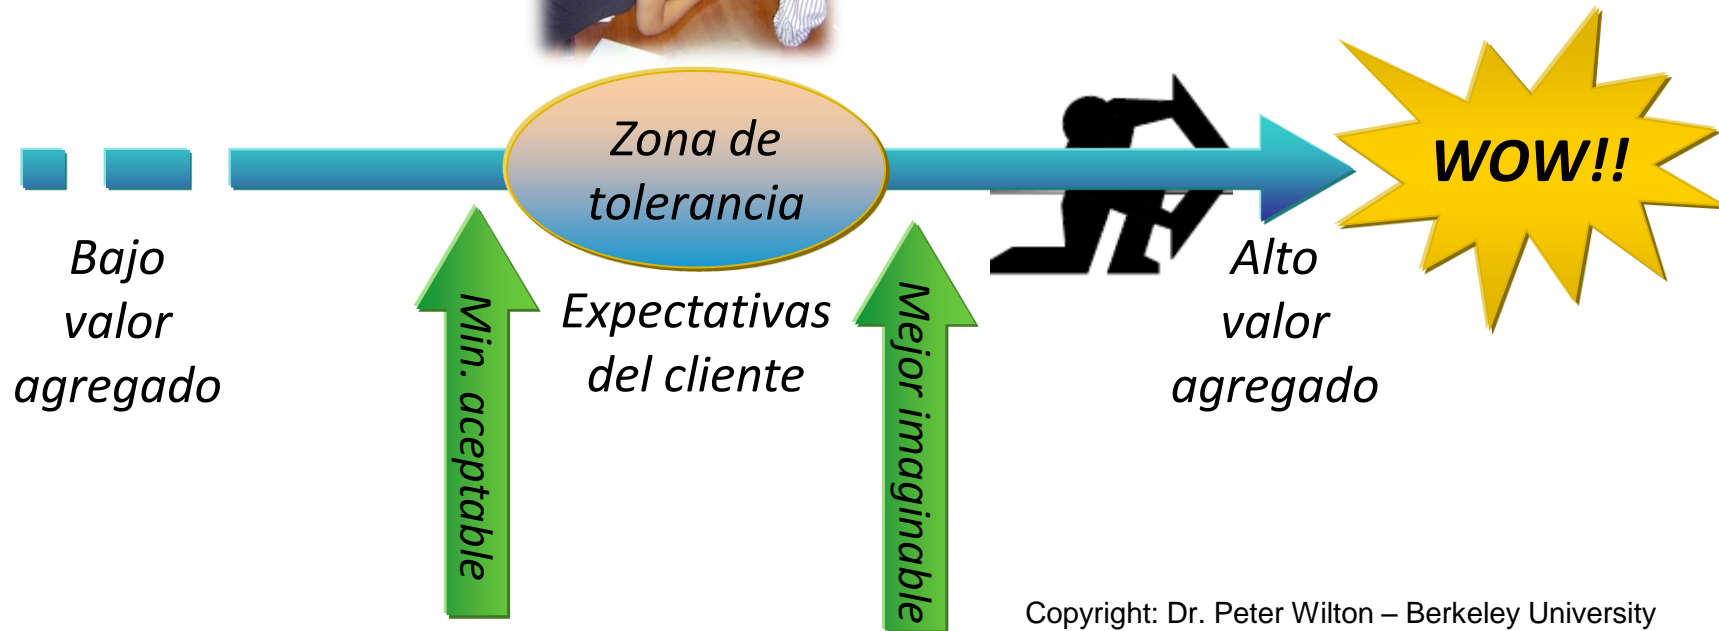 Zona de
tolerancia
WOW!!
Bajo
valor
agregado
Min. aceptable
Expectativas
del cliente
Mejor imaginable
Alto
valor
agregado
Copyright: Dr. Peter Wilton – Berkeley University